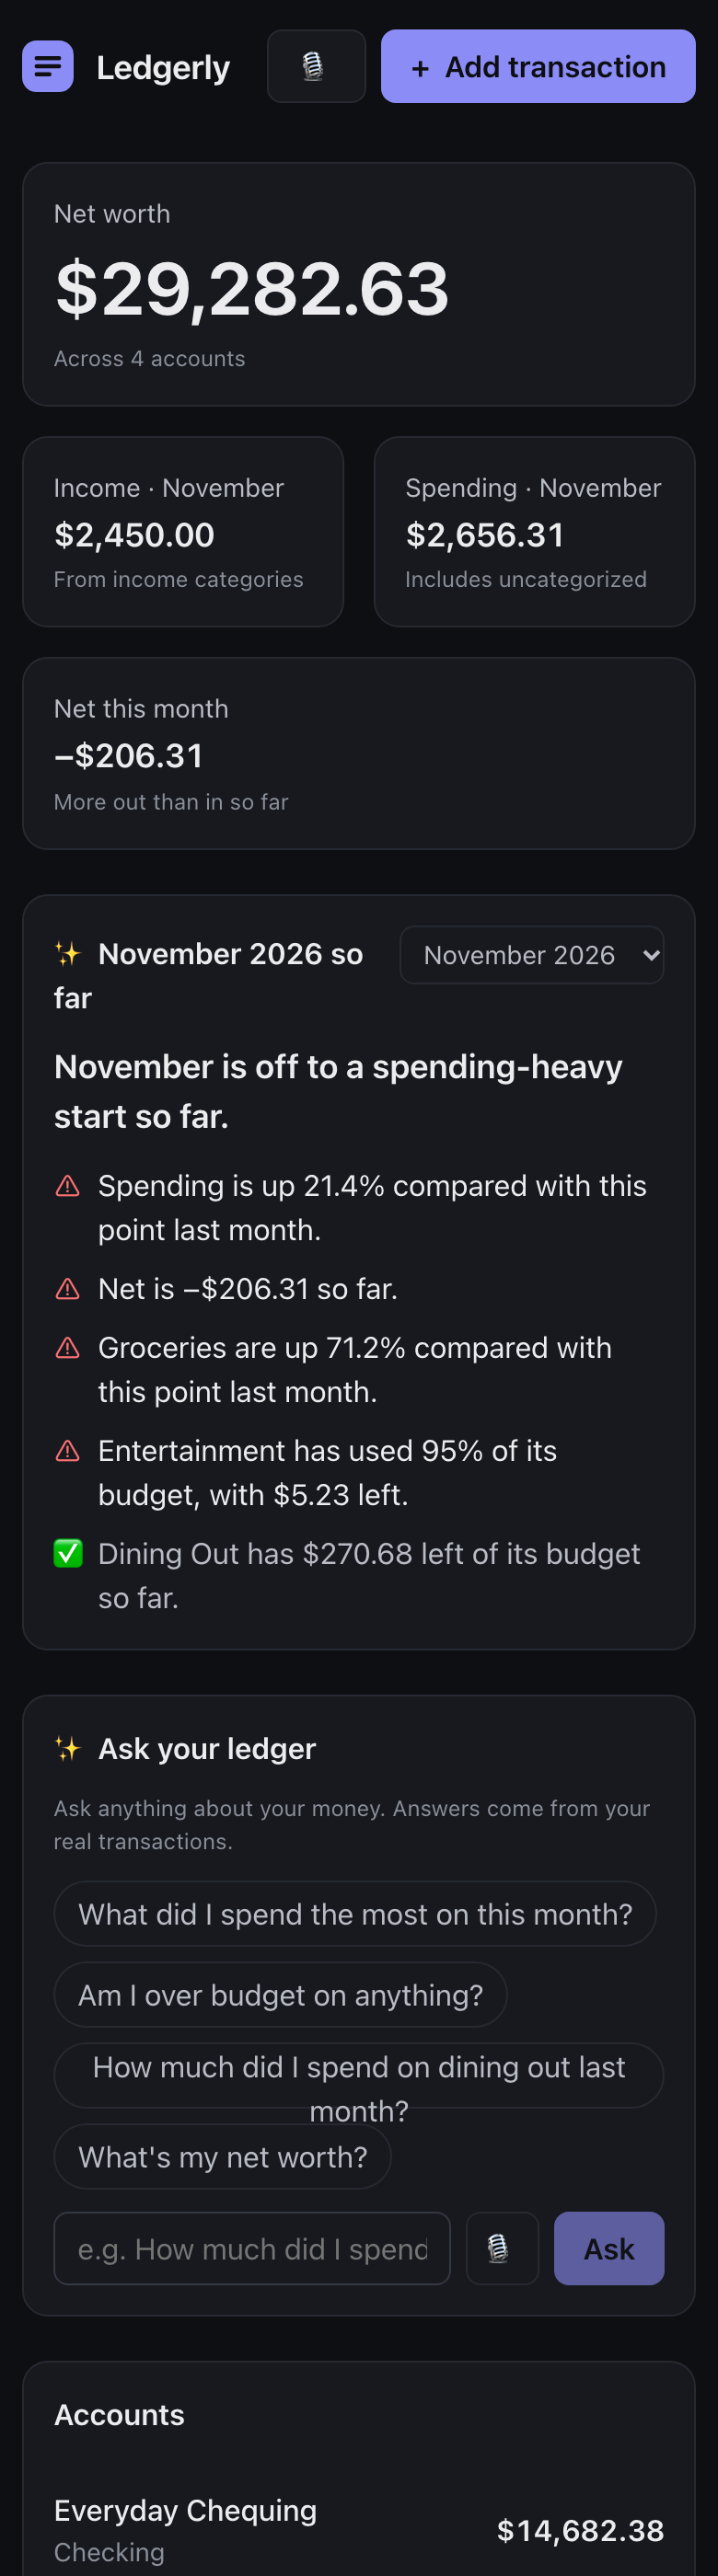 Ledgerly
+ Add transaction
Net worth
$29,282.63
Across 4 accounts
Income · November
$2,450.00
From income categories
Spending · November
$2,656.31
Includes uncategorized
Net this month
−$206.31
More out than in so far
November 2026 so
far
November 2026
November is off to a spending-heavy
start so far.
Spending is up 21.4% compared with this
point last month.
Net is −$206.31 so far.
Groceries are up 71.2% compared with
this point last month.
Entertainment has used 95% of its
budget, with $5.23 left.
Dining Out has $270.68 left of its budget
so far.
Ask your ledger
Ask anything about your money. Answers come from your
real transactions.
What did I spend the most on this month?
Am I over budget on anything?
How much did I spend on dining out last
month?
What's my net worth?
e.g. How much did I spend
Ask
Accounts
Everyday Chequing
Checking
$14,682.38